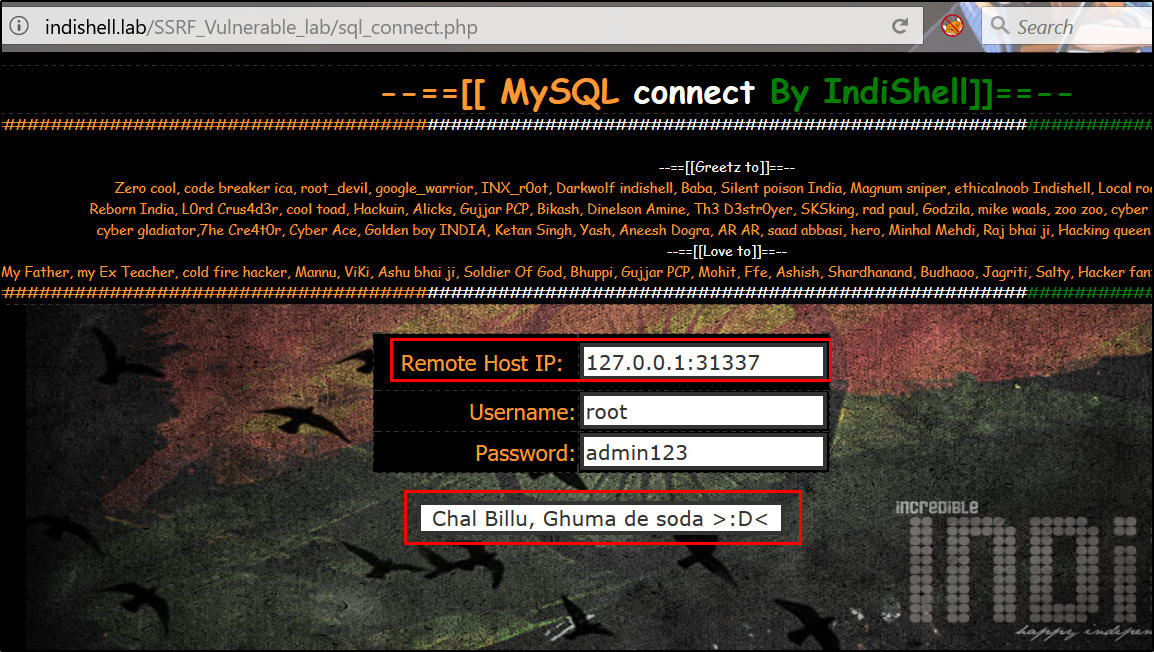 indishell.lab/SSRF_Vulnerable_lab/sql_connect.php
Search
--==[[ MySQL connect By IndiShell]]==--
##########################################################################################
--==[[Greetz to]]==--
Zero cool, code breaker ica, root_devil, google_warrior, INX_r0ot, Darkwolf indishell, Baba, Silent poison India, Magnum sniper, ethicalnoob Indishell, Local
Reborn India, L0rd Crus4d3r, cool toad, Hackuin, Alicks, Gujjar PCP, Bikash, Dinelson Amine, Th3 D3str0yer, SKSking, rad paul, Godzila, mike waals, zoo zoo, cyber
cyber gladiator,7he Cre4t0r, Cyber Ace, Golden boy INDIA, Ketan Singh, Yash, Aneesh Dogra, AR AR, saad abbasi, hero, Minhal Mehdi, Raj bhai ji, Hacking queen
--==[[Love to]]==--
My Father, my Ex Teacher, cold fire hacker, Mannu, ViKi, Ashu bhai ji, Soldier Of God, Bhuppi, Gujjar PCP, Mohit, Ffe, Ashish, Shardhanand, Budhaoo, Jagriti, Salty, Hacker
##########################################################################################
Remote Host IP: 127.0.0.1:31337
Username: root
Password: admin123
Chal Billu, Ghuma de soda >:D<
INCREDIBLE
INDI
happy indepen